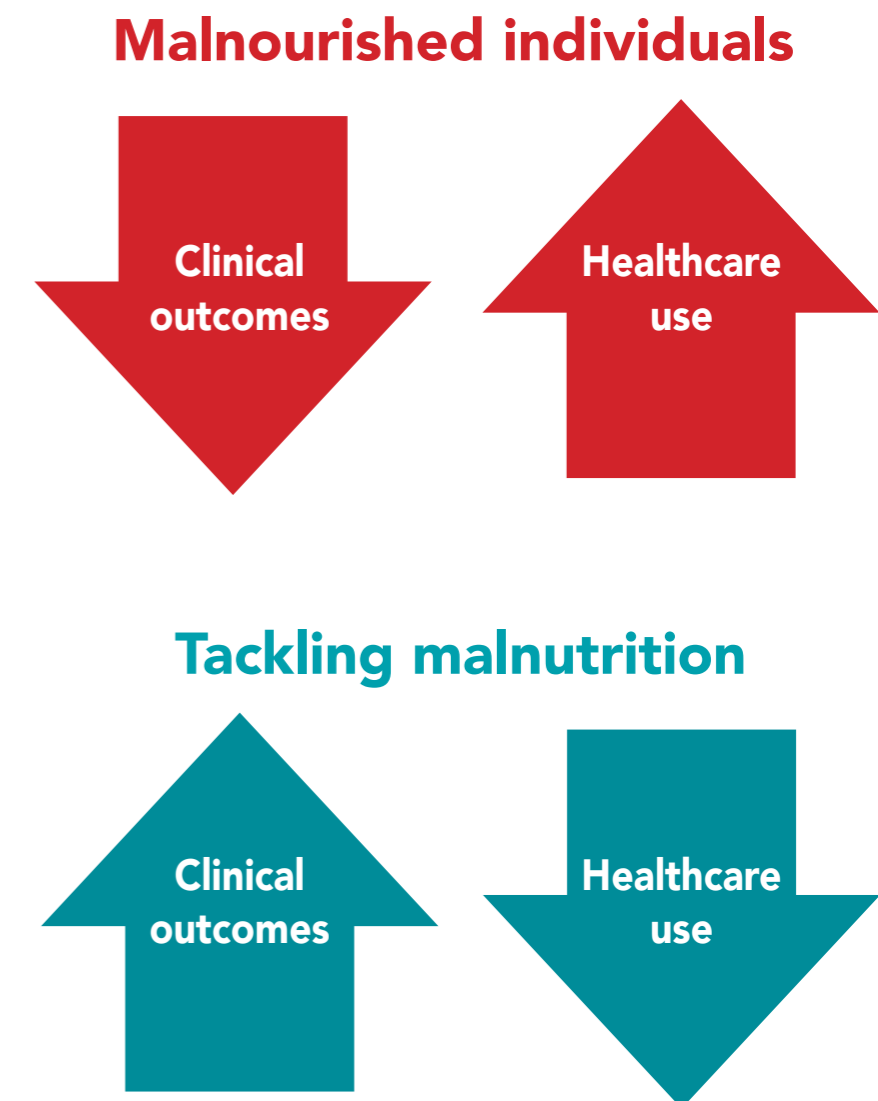 Malnourished individuals
Clinical
outcomes
Healthcare
use
Tackling malnutrition
Clinical
outcomes
Healthcare
use